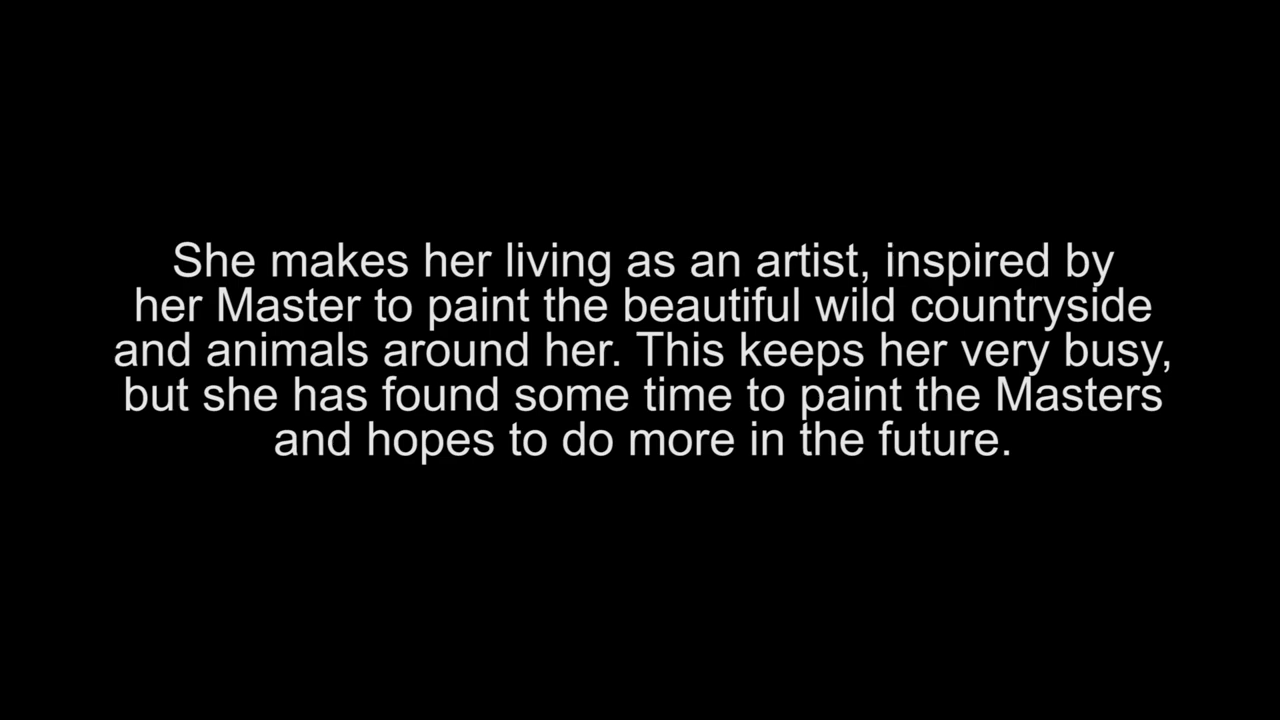 She makes her living as an artist, inspired by
her Master to paint the beautiful wild countryside
and animals around her. This keeps her very busy,
but she has found some time to paint the Masters
and hopes to do more in the future.